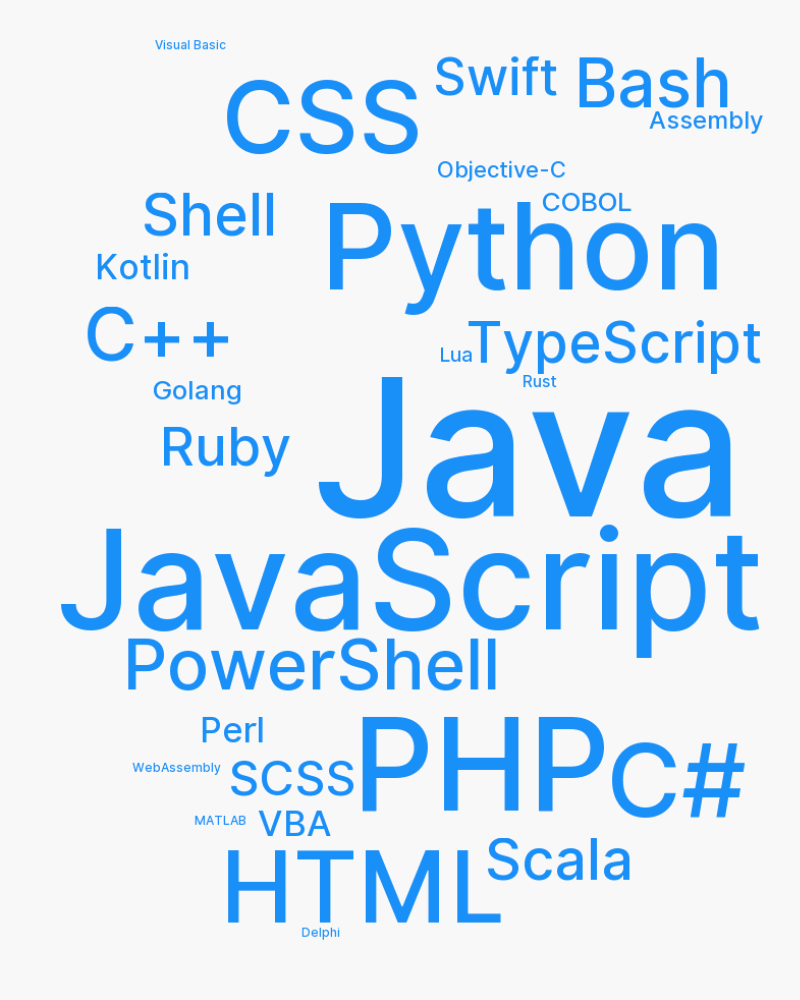 Visual Basic
Swift
Bash
CSS
Assembly
Objective-C
COBOL
Shell
Python
Kotlin
C++
TypeScript
Lua
Rust
Golang
Java
Ruby
JavaScript
PowerShell
Perl
PHP
C#
WebAssembly
SCSS
MATLAB
VBA
Scala
HTML
Delphi